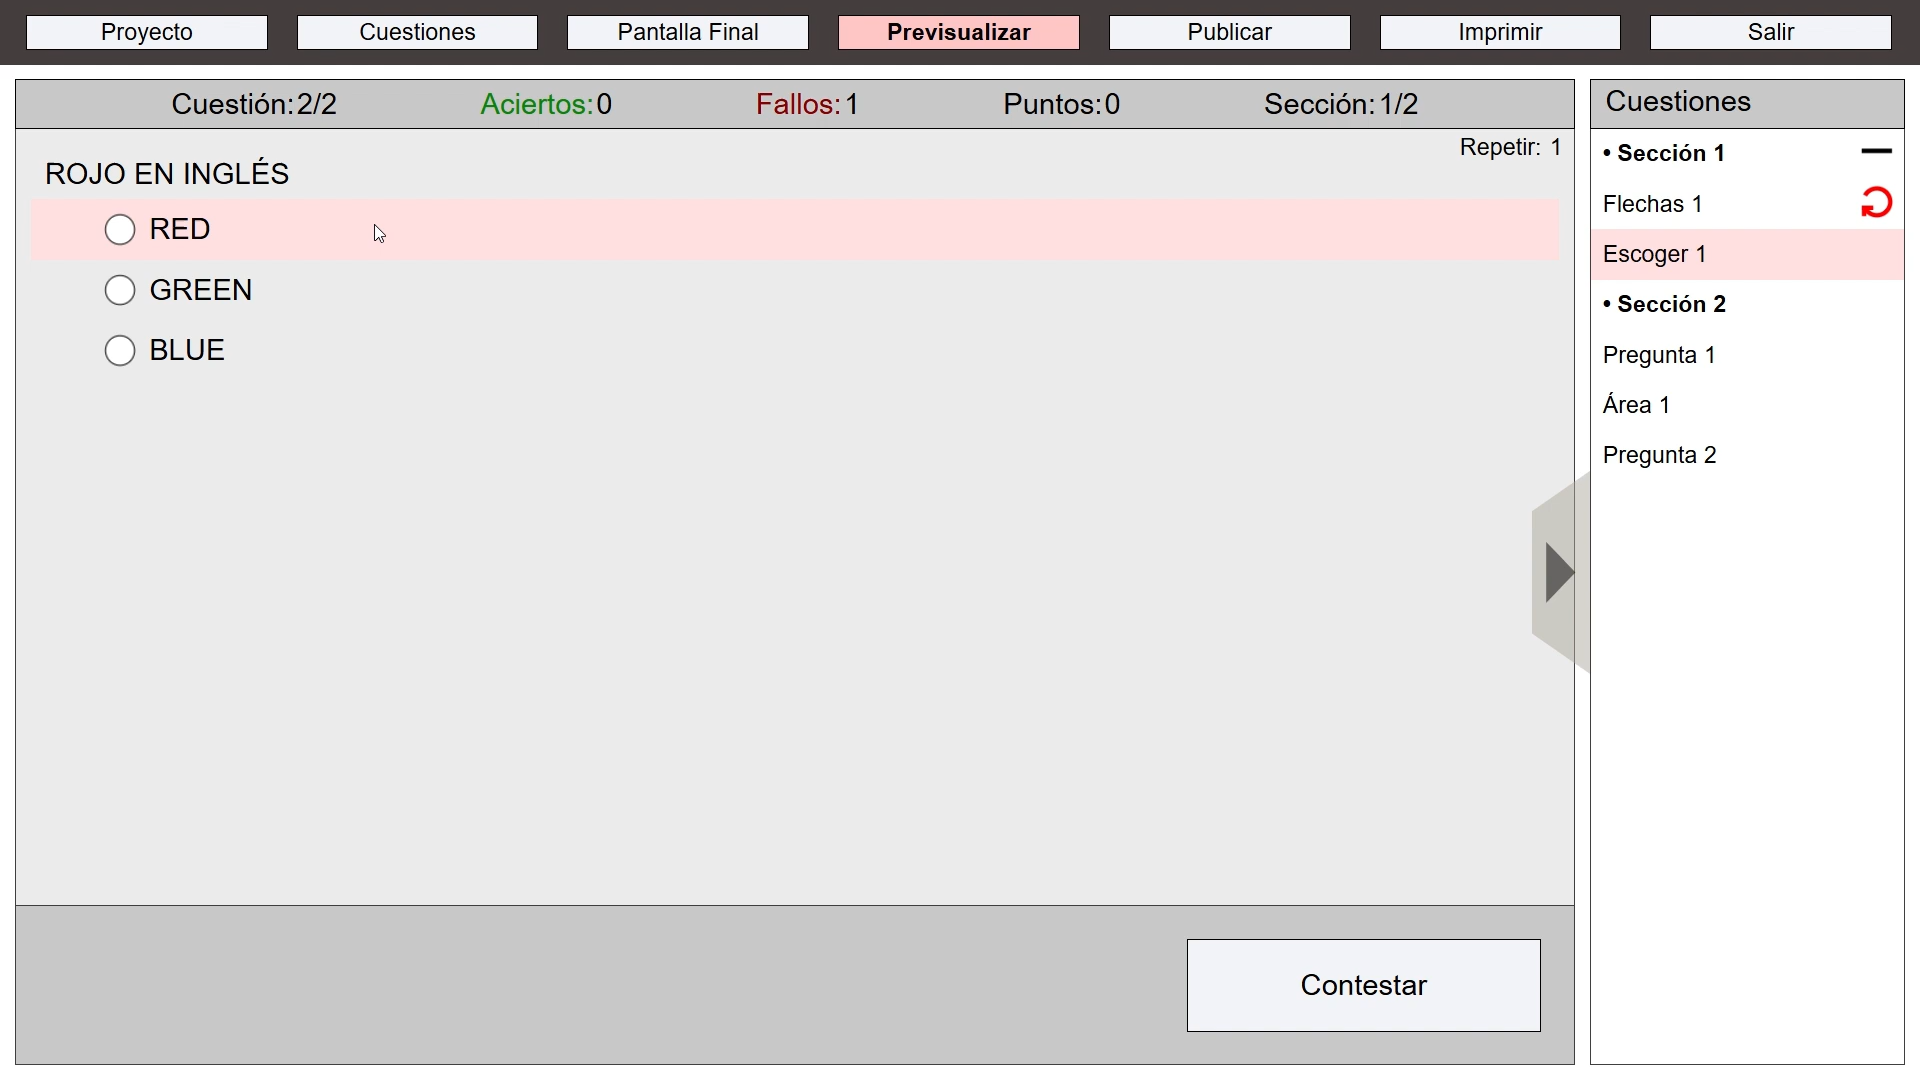 Proyecto Cuestiones Pantalla Final Previsualizar Publicar Imprimir Salir
Cuestión:2/2 Aciertos:0 Fallos:1 Puntos:0 Sección:1/2
Repetir: 1
ROJO EN INGLÉS
RED
GREEN
BLUE
Contestar
Cuestiones
• Sección 1
Flechas 1
Escoger 1
• Sección 2
Pregunta 1
Área 1
Pregunta 2